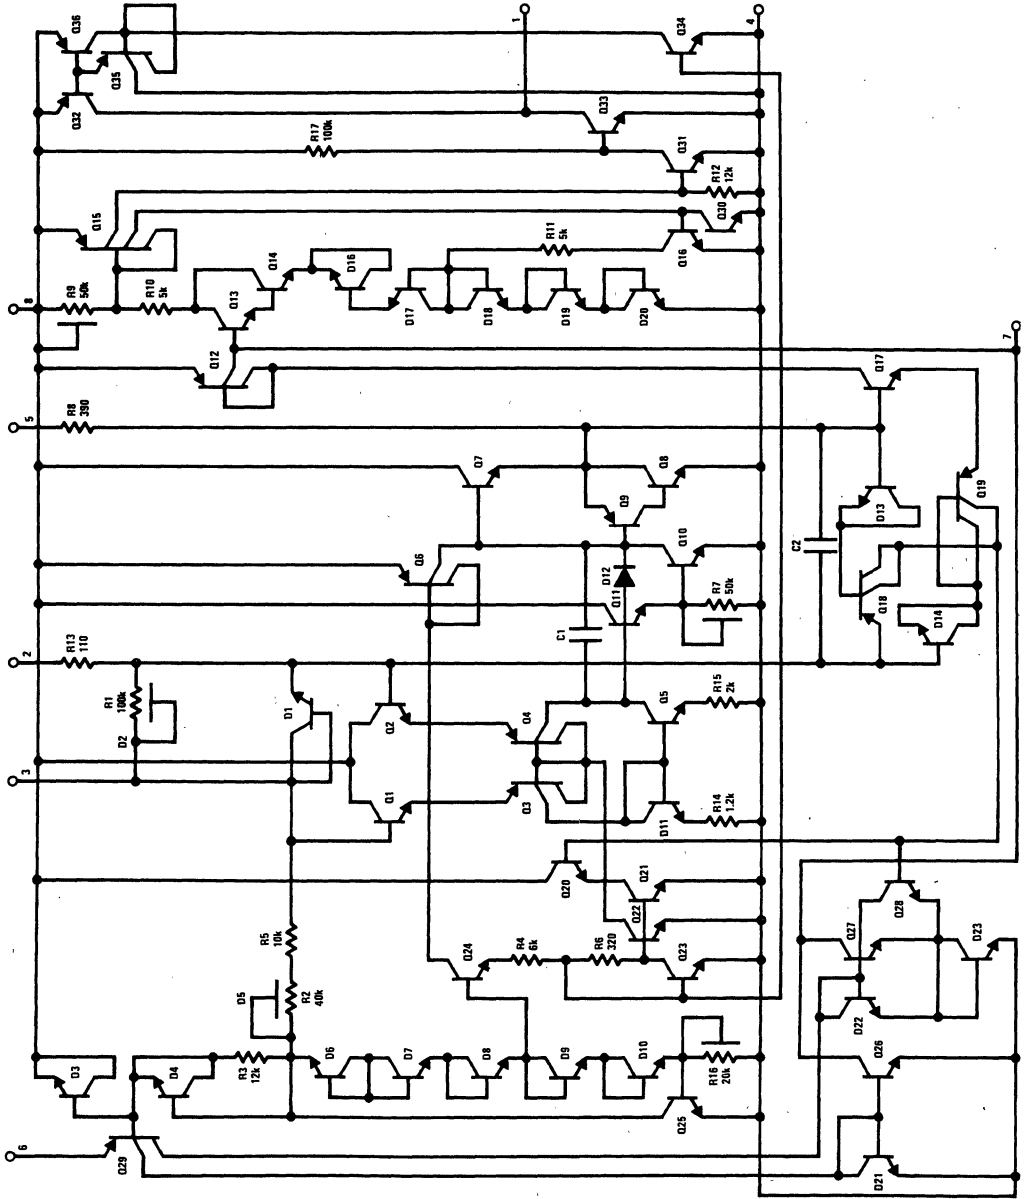 Q36
Q35
Q32
1
Q34
4
Q33
R17
100k
Q31
R12
12k
Q30
Q15
R11
5k
Q16
8
R9
50k
R10
5k
Q14
Q13
D16
D17
D18
D19
D20
7
Q12
Q17
5
R8
390
Q7
Q8
Q9
D13
Q19
C2
Q6
Q10
D12
Q11
R7
50k
Q18
D14
C1
2
R13
110
R1
100k
D2
D1
Q2
Q4
Q5
R15
2k
3
Q1
Q3
D11
R14
1.2k
Q20
Q21
Q22
R5
10k
Q24
R4
6k
R6
320
Q23
Q27
Q28
D23
D5
R2
40k
D22
D3
D4
R3
12k
D6
D7
D8
D9
D10
R16
20k
Q25
Q26
6
Q29
D21